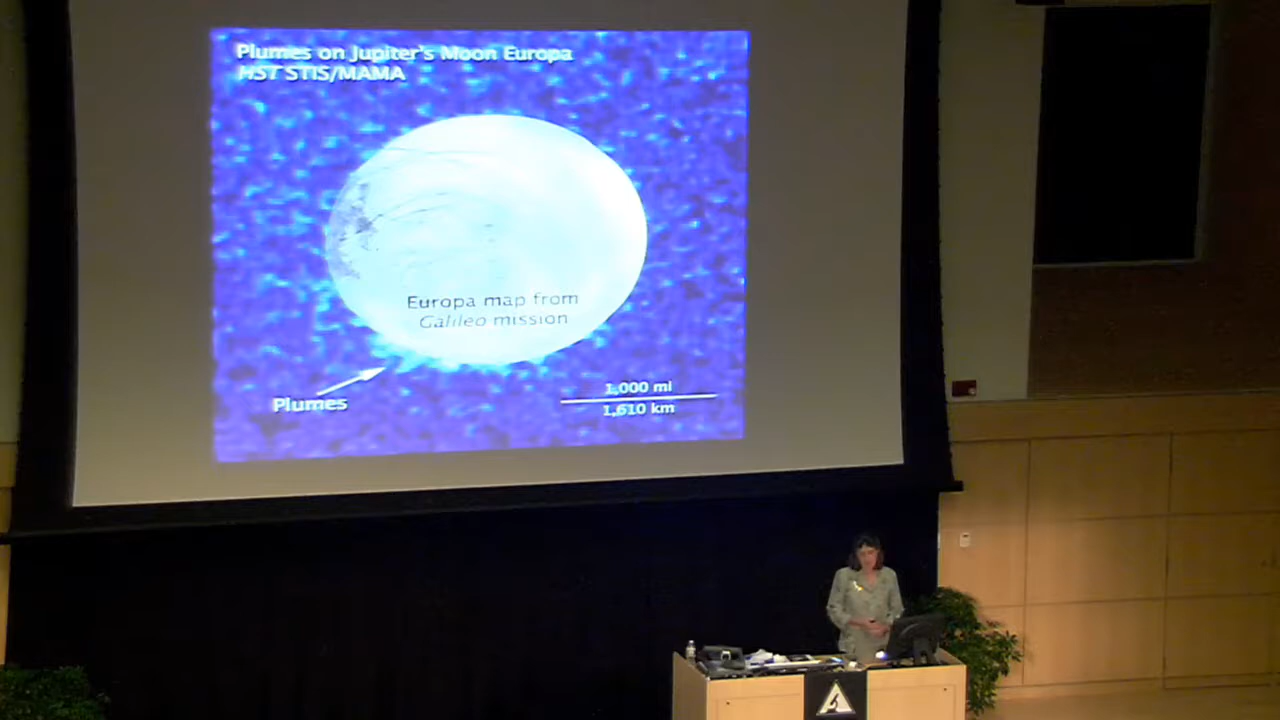 Plumes on Jupiter's Moon Europa
HST STIS/MAMA
Europa map from
Galileo mission
Plumes
1,000 mi
1,610 km